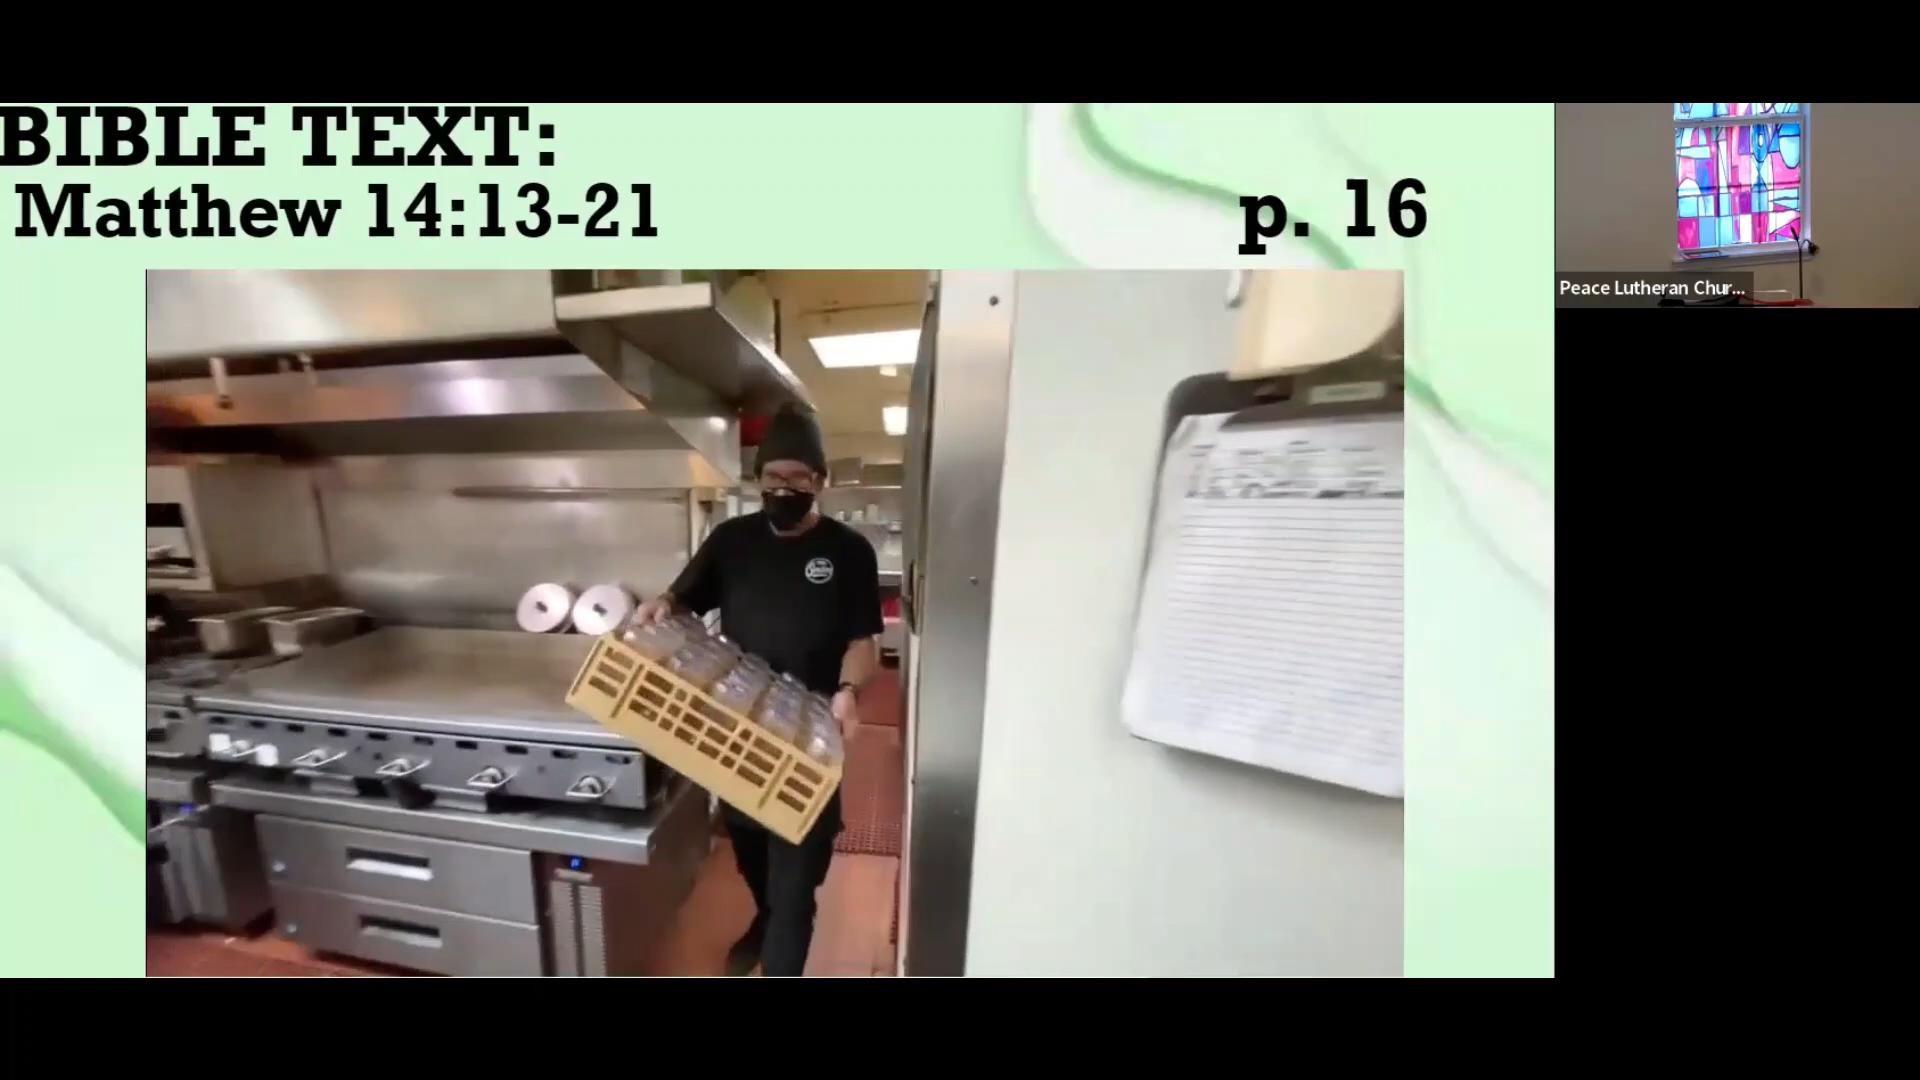 BIBLE TEXT:
Matthew 14:13-21
p. 16
Peace Lutheran Chur...